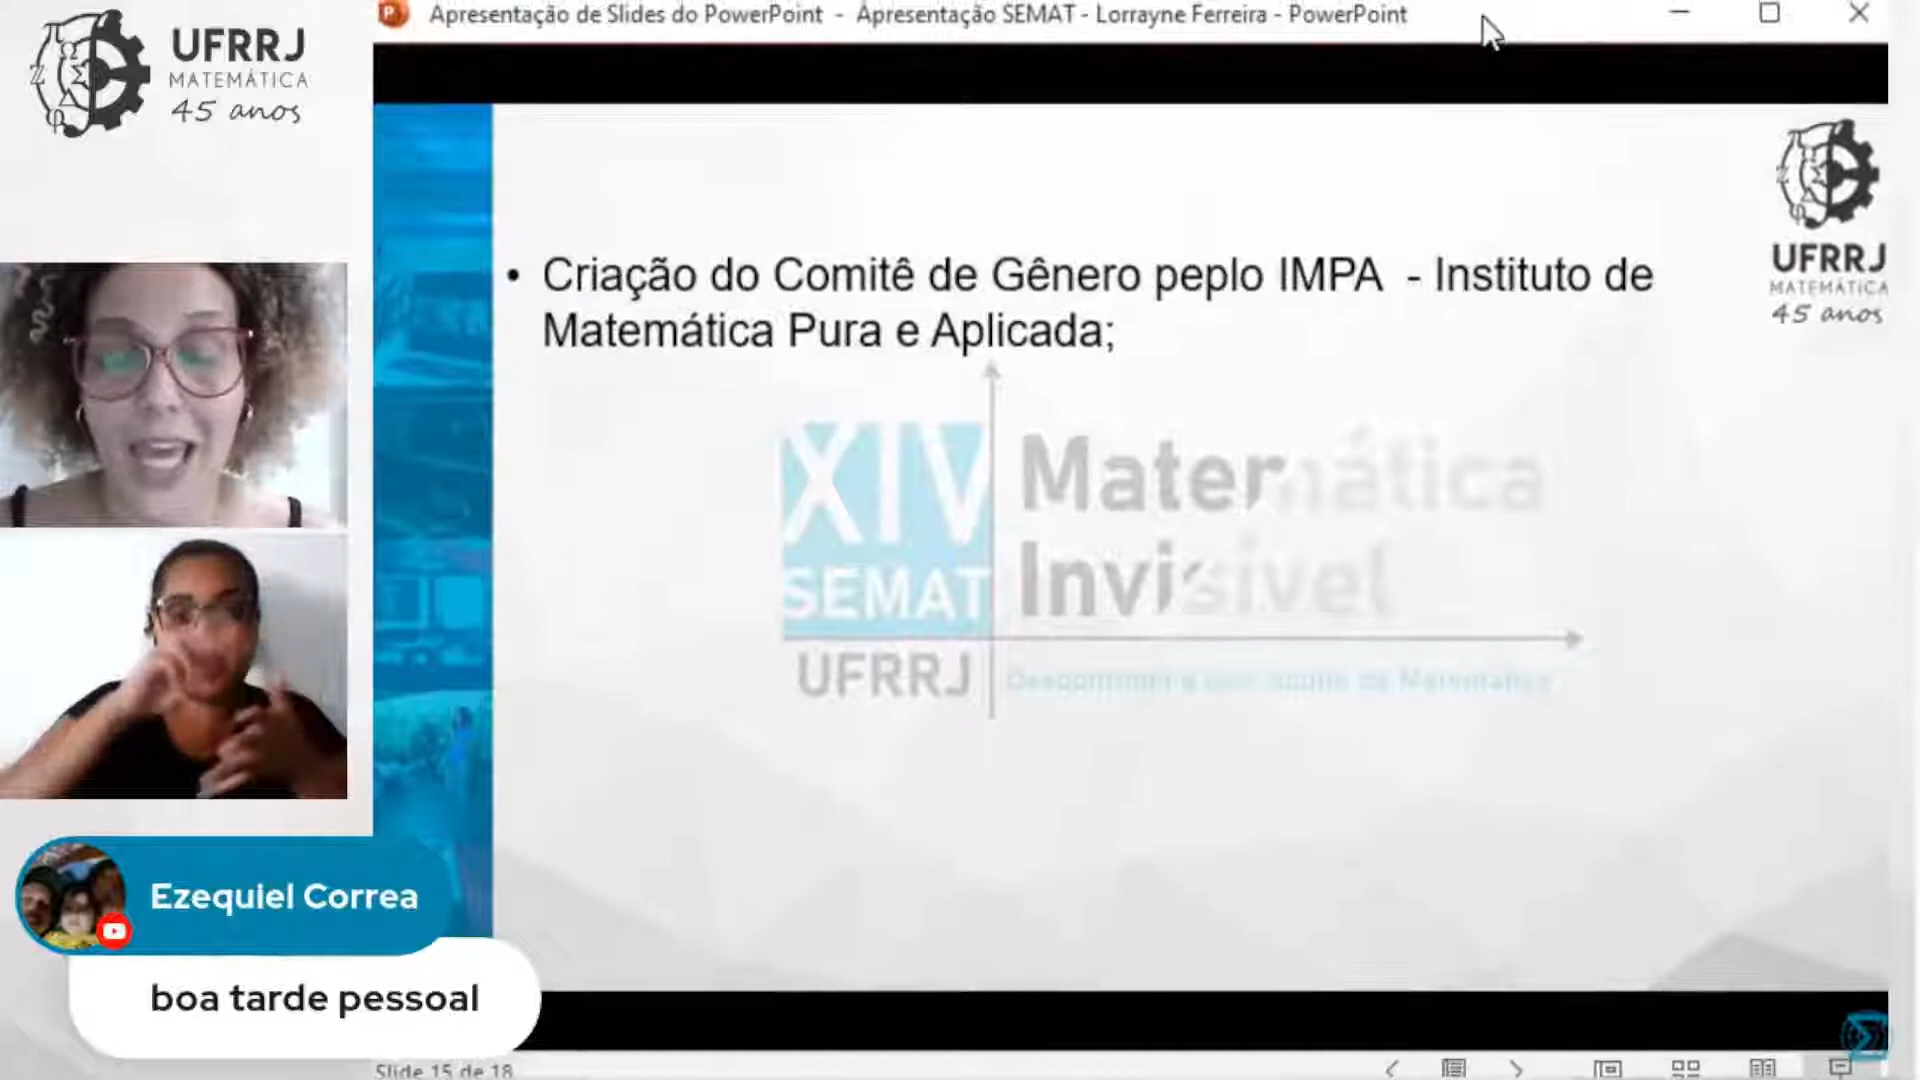 Apresentação de Slides do PowerPoint - Apresentação SEMAT - Lorrayne Ferreira - PowerPoint
UFRRJ
MATEMÁTICA
45 anos
UFRRJ
MATEMÁTICA
45 anos
• Criação do Comitê de Gênero peplo IMPA - Instituto de
Matemática Pura e Aplicada;
XIV
SEMAT
UFRRJ
Matemática
Invisível
Ezequiel Correa
boa tarde pessoal
Slide 15 de 18